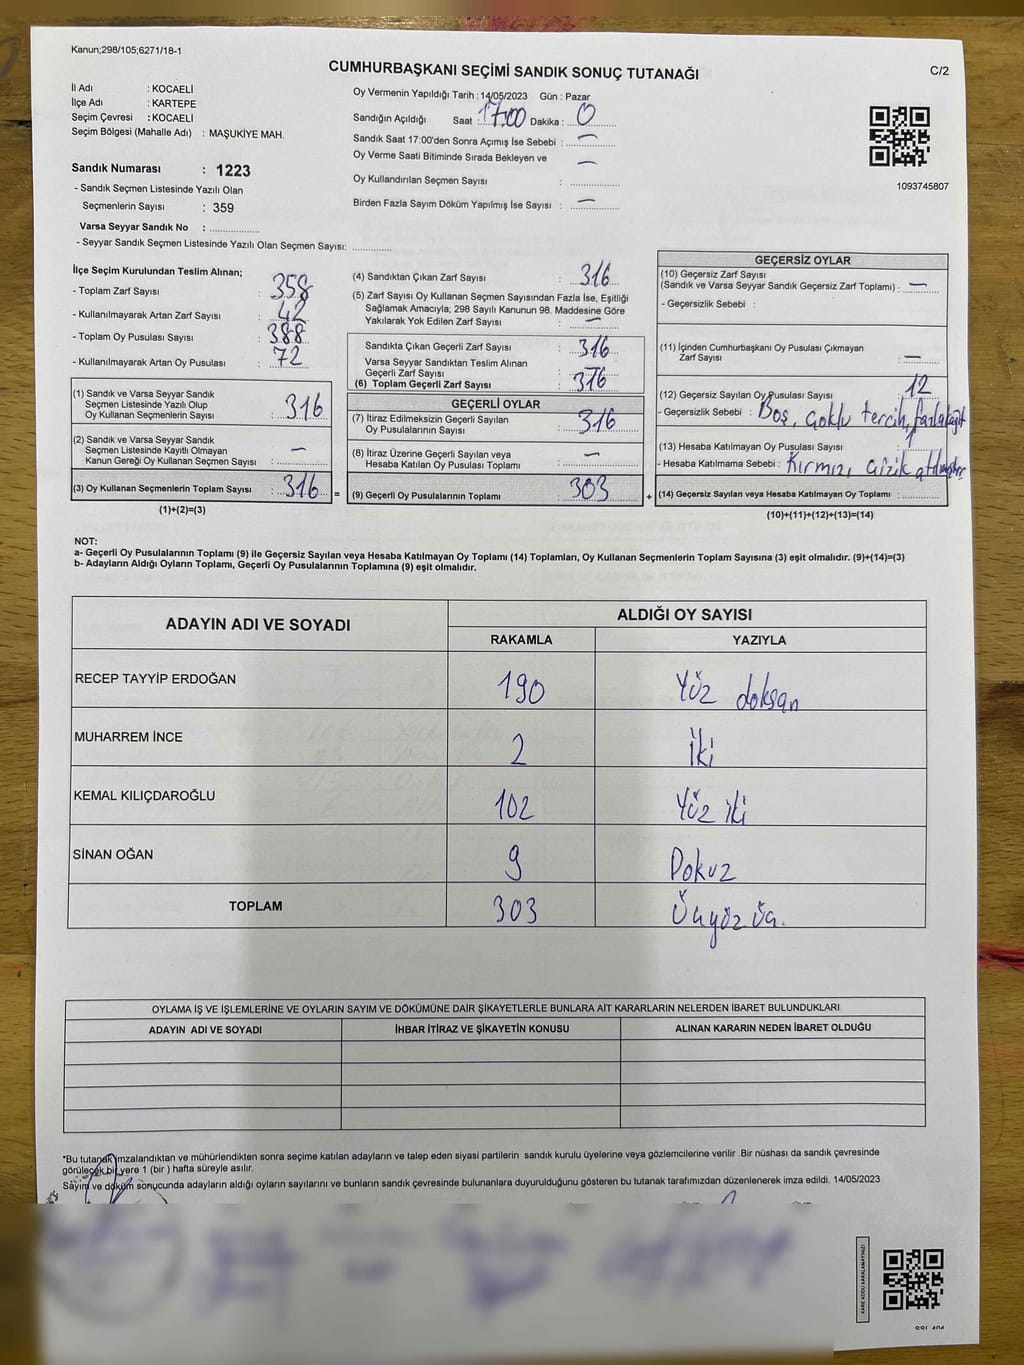 Kanun;298/105;6271/18-1
CUMHURBAŞKANI SEÇİMİ SANDIK SONUÇ TUTANAĞI
C/2
İl Adı : KOCAELİ
İlçe Adı : KARTEPE
Seçim Çevresi : KOCAELİ
Seçim Bölgesi (Mahalle Adı) : MAŞUKİYE MAH.
Sandık Numarası : 1223
- Sandık Seçmen Listesinde Yazılı Olan
Seçmenlerin Sayısı : 359
Varsa Seyyar Sandık No :
- Seyyar Sandık Seçmen Listesinde Yazılı Olan Seçmen Sayısı:
Oy Vermenin Yapıldığı Tarih : 14/05/2023 Gün : Pazar
Sandığın Açıldığı Saat : 17:00 Dakika : 0
Sandık Saat 17:00'den Sonra Açımış İse Sebebi : —
Oy Verme Saati Bitiminde Sırada Bekleyen ve —
Oy Kullandırılan Seçmen Sayısı :
Birden Fazla Sayım Döküm Yapılmış İse Sayısı : —
1093745807
İlçe Seçim Kurulundan Teslim Alınan;
- Toplam Zarf Sayısı : 358
- Kullanılmayarak Artan Zarf Sayısı : 42
- Toplam Oy Pusulası Sayısı : 388
- Kullanılmayarak Artan Oy Pusulası : 72
(1) Sandık ve Varsa Seyyar Sandık
Seçmen Listesinde Yazılı Olup
Oy Kullanan Seçmenlerin Sayısı : 316
(2) Sandık ve Varsa Seyyar Sandık
Seçmen Listesinde Kayıtlı Olmayan
Kanun Gereği Oy Kullanan Seçmen Sayısı : —
(3) Oy Kullanan Seçmenlerin Toplam Sayısı : 316 =
(1)+(2)=(3)
(4) Sandıktan Çıkan Zarf Sayısı : 316
(5) Zarf Sayısı Oy Kullanan Seçmen Sayısından Fazla İse, Eşitliği
Sağlamak Amacıyla; 298 Sayılı Kanunun 98. Maddesine Göre
Yakılarak Yok Edilen Zarf Sayısı : —
Sandıkta Çıkan Geçerli Zarf Sayısı : 316
Varsa Seyyar Sandıktan Teslim Alınan
Geçerli Zarf Sayısı :
(6) Toplam Geçerli Zarf Sayısı : 316
GEÇERLİ OYLAR
(7) İtiraz Edilmeksizin Geçerli Sayılan
Oy Pusulalarının Sayısı : 316
(8) İtiraz Üzerine Geçerli Sayılan veya
Hesaba Katılan Oy Pusulası Toplamı : —
(9) Geçerli Oy Pusulalarının Toplamı : 303 +
GEÇERSİZ OYLAR
(10) Geçersiz Zarf Sayısı
(Sandık ve Varsa Seyyar Sandık Geçersiz Zarf Toplamı) : —
- Geçersizlik Sebebi :
(11) İçinden Cumhurbaşkanı Oy Pusulası Çıkmayan
Zarf Sayısı : —
(12) Geçersiz Sayılan Oy Pusulası Sayısı : 12
- Geçersizlik Sebebi : Boş, çoklu tercih, fazla kağıt
(13) Hesaba Katılmayan Oy Pusulası Sayısı : 1
- Hesaba Katılmama Sebebi : Kırmızı çizik
(14) Geçersiz Sayılan veya Hesaba Katılmayan Oy Toplamı :
(10)+(11)+(12)+(13)=(14)
NOT:
a- Geçerli Oy Pusulalarının Toplamı (9) ile Geçersiz Sayılan veya Hesaba Katılmayan Oy Toplamı (14) Toplamları, Oy Kullanan Seçmenlerin Toplam Sayısına (3) eşit olmalıdır. (9)+(14)=(3)
b- Adayların Aldığı Oyların Toplamı, Geçerli Oy Pusulalarının Toplamına (9) eşit olmalıdır.
ADAYIN ADI VE SOYADI
ALDIĞI OY SAYISI
RAKAMLA YAZIYLA
RECEP TAYYİP ERDOĞAN 190 Yüz doksan
MUHARREM İNCE 2 İki
KEMAL KILIÇDAROĞLU 102 Yüz iki
SİNAN OĞAN 9 Dokuz
TOPLAM 303 Üçyüz üç.
OYLAMA İŞ VE İŞLEMLERİNE VE OYLARIN SAYIM VE DÖKÜMÜNE DAİR ŞİKAYETLERLE BUNLARA AİT KARARLARIN NELERDEN İBARET BULUNDUKLARI
ADAYIN ADI VE SOYADI İHBAR İTİRAZ VE ŞİKAYETİN KONUSU ALINAN KARARIN NEDEN İBARET OLDUĞU
*Bu tutanak imzalandıktan ve mühürlendikten sonra seçime katılan adayların ve talep eden siyasi partilerin sandık kurulu üyelerine veya gözlemcilerine verilir .Bir nüshası da sandık çevresinde
görülecek bir yere 1 (bir ) hafta süreyle asılır.
Sayım ve döküm sonucunda adayların aldığı oyların sayılarını ve bunların sandık çevresinde bulunanlara duyurulduğunu gösteren bu tutanak tarafımızdan düzenlenerek imza edildi. 14/05/2023
KARE KODU KARALAMAYINIZ!